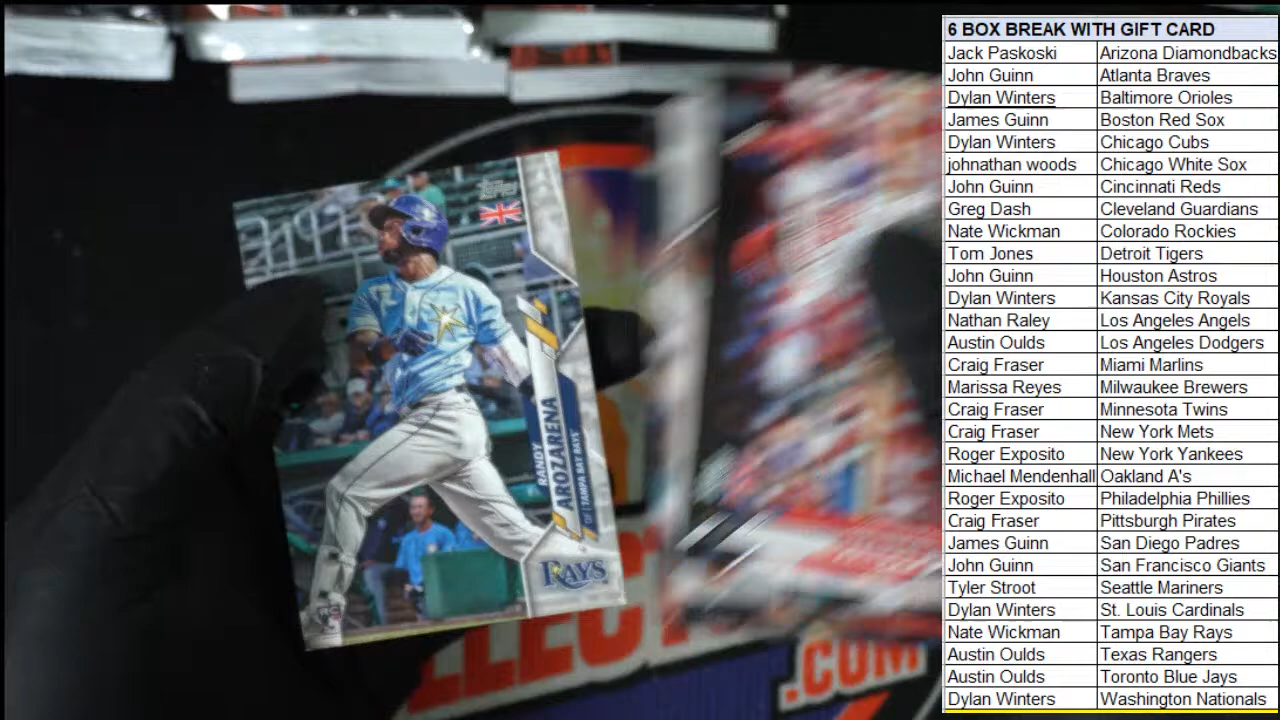 6 BOX BREAK WITH GIFT CARD
Jack Paskoski Arizona Diamondbacks
John Guinn Atlanta Braves
Dylan Winters Baltimore Orioles
James Guinn Boston Red Sox
Dylan Winters Chicago Cubs
johnathan woods Chicago White Sox
John Guinn Cincinnati Reds
Greg Dash Cleveland Guardians
Nate Wickman Colorado Rockies
Tom Jones Detroit Tigers
John Guinn Houston Astros
Dylan Winters Kansas City Royals
Nathan Raley Los Angeles Angels
Austin Oulds Los Angeles Dodgers
Craig Fraser Miami Marlins
Marissa Reyes Milwaukee Brewers
Craig Fraser Minnesota Twins
Craig Fraser New York Mets
Roger Exposito New York Yankees
Michael Mendenhall Oakland A's
Roger Exposito Philadelphia Phillies
Craig Fraser Pittsburgh Pirates
James Guinn San Diego Padres
John Guinn San Francisco Giants
Tyler Stroot Seattle Mariners
Dylan Winters St. Louis Cardinals
Nate Wickman Tampa Bay Rays
Austin Oulds Texas Rangers
Austin Oulds Toronto Blue Jays
Dylan Winters Washington Nationals
Topps
RANDY
AROZARENA
OF | TAMPA BAY RAYS
RAYS
RC
.COM